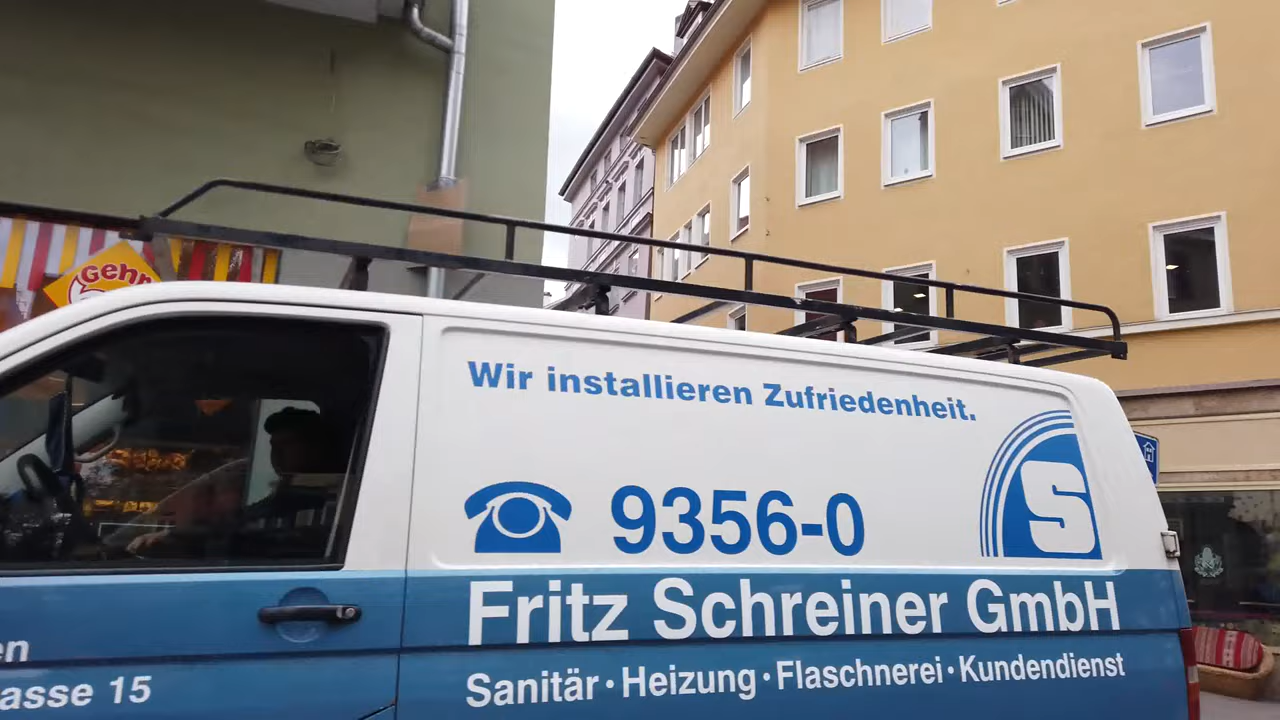 Gehr
Wir installieren Zufriedenheit.
9356-0
S
Fritz Schreiner GmbH
Sanitär · Heizung · Flaschnerei · Kundendienst
en
asse 15